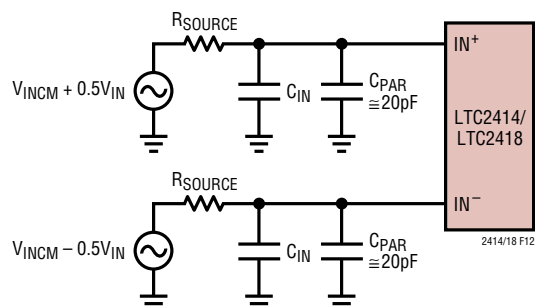 RSOURCE
VINCM + 0.5VIN
CIN
CPAR
≅20pF
IN+
LTC2414/
LTC2418
RSOURCE
VINCM – 0.5VIN
CIN
CPAR
≅20pF
IN–
2414/18 F12